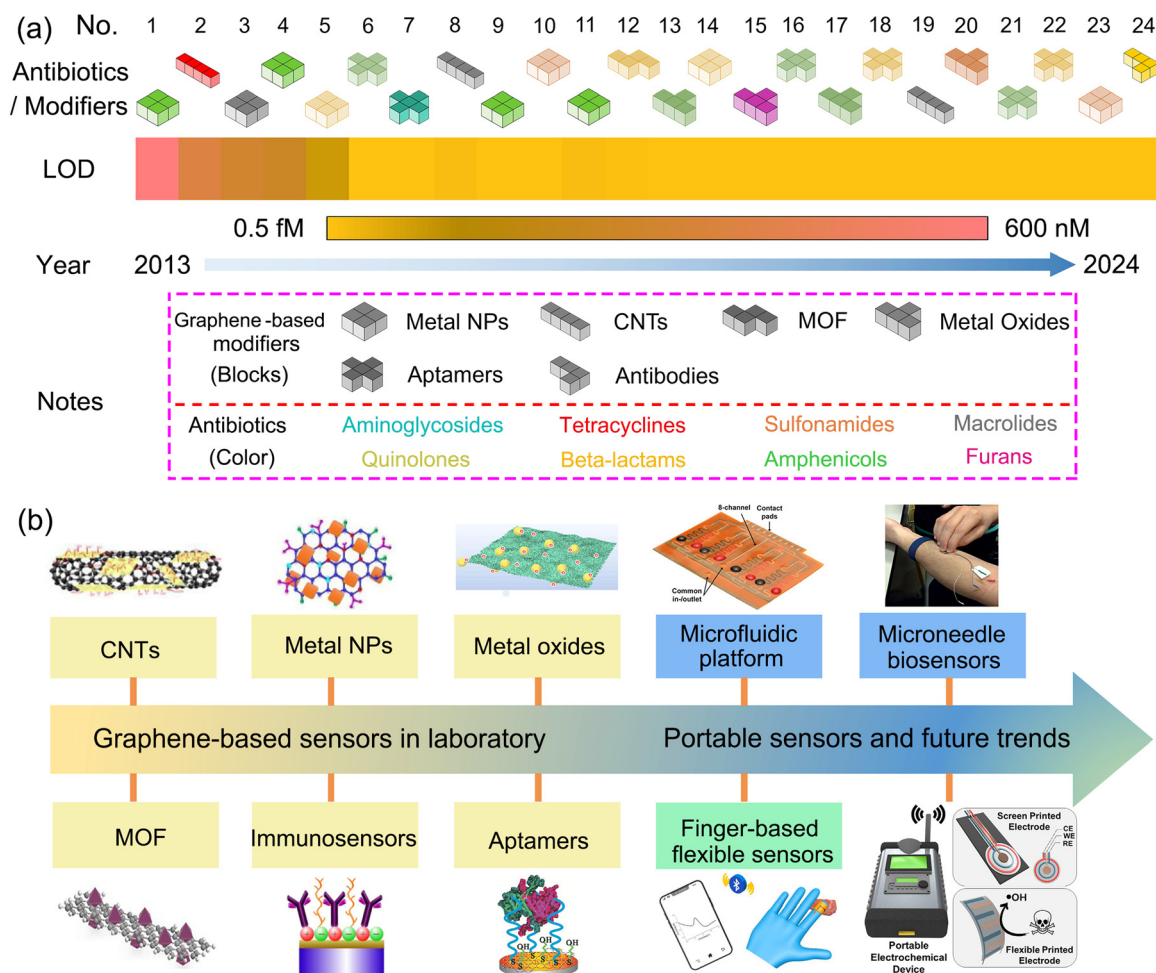 (a) No. 1 2 3 4 5 6 7 8 9 10 11 12 13 14 15 16 17 18 19 20 21 22 23 24
Antibiotics
/ Modifiers
LOD
0.5 fM 600 nM
Year 2013 2024
Notes
Graphene-based
modifiers
(Blocks)
Metal NPs CNTs MOF Metal Oxides
Aptamers Antibodies
Antibiotics
(Color)
Aminoglycosides Tetracyclines Sulfonamides Macrolides
Quinolones Beta-lactams Amphenicols Furans
(b)
8-channel
Contact
pads
Common
in-/outlet
CNTs
Metal NPs
Metal oxides
Microfluidic
platform
Microneedle
biosensors
Graphene-based sensors in laboratory
Portable sensors and future trends
MOF
Immunosensors
Aptamers
Finger-based
flexible sensors
OH OH OH
S S S S
Portable
Electrochemical
Device
Screen Printed
Electrode
CE
WE
RE
•OH
Flexible Printed
Electrode